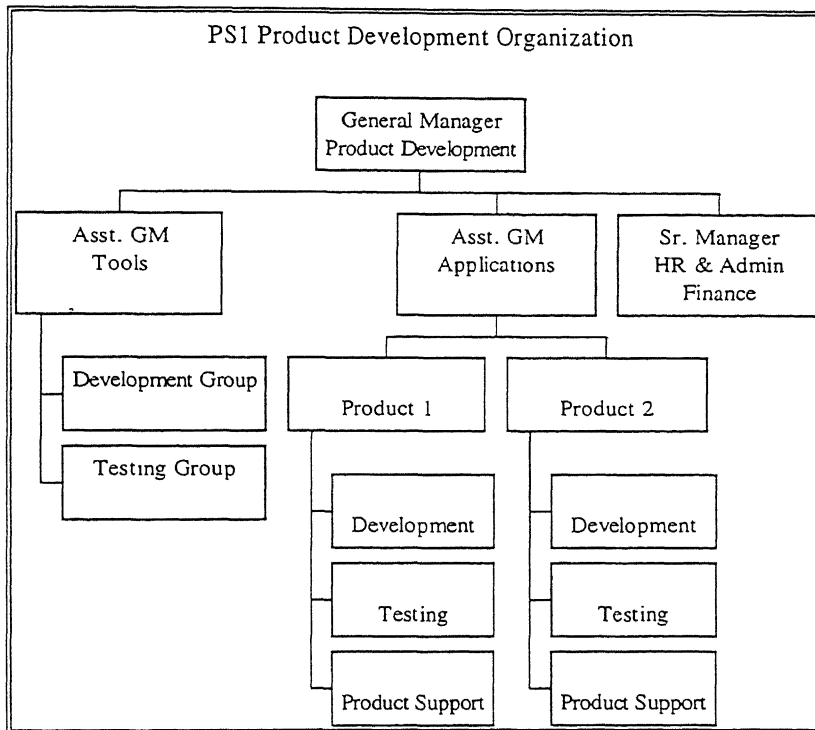 PS1 Product Development Organization
General Manager
Product Development
Asst. GM
Tools
Asst. GM
Applications
Sr. Manager
HR & Admin
Finance
Development Group
Testing Group
Product 1
Product 2
Development
Development
Testing
Testing
Product Support
Product Support